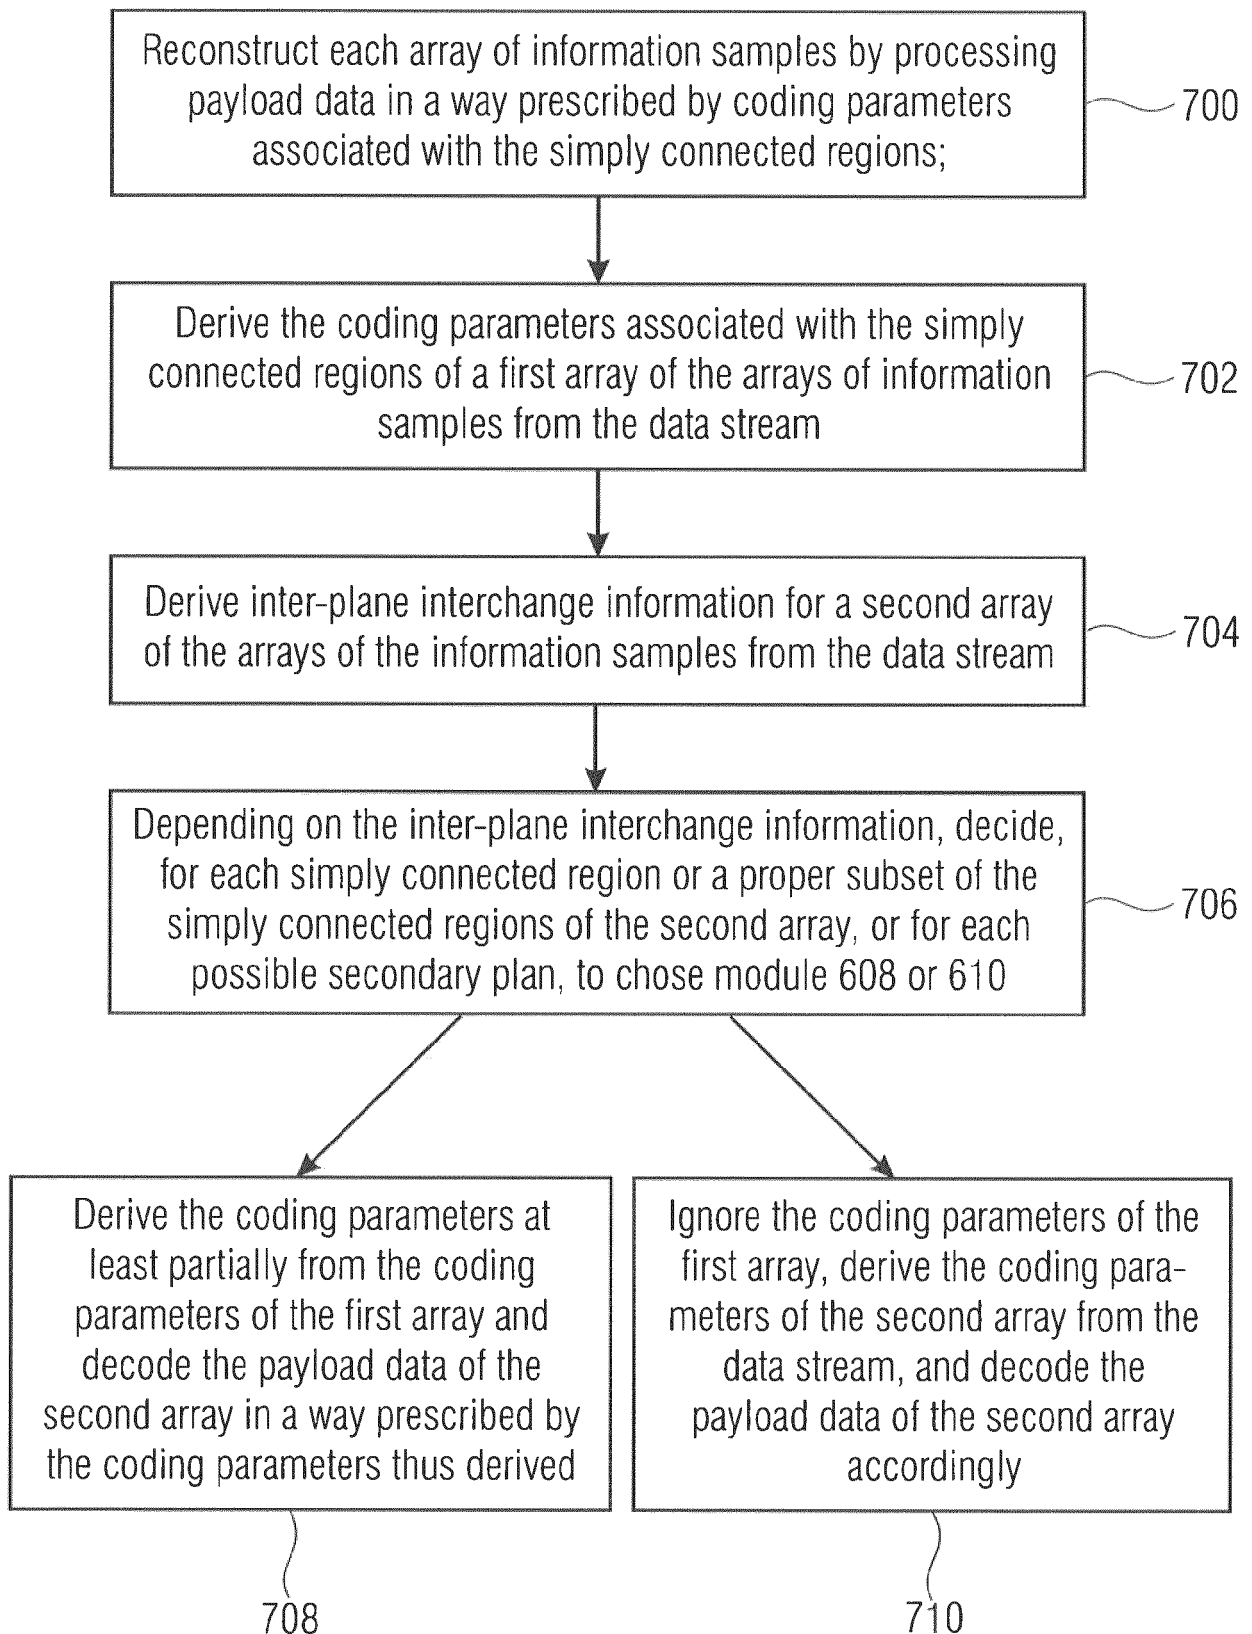 Reconstruct each array of information samples by processing
payload data in a way prescribed by coding parameters
associated with the simply connected regions;
700
Derive the coding parameters associated with the simply
connected regions of a first array of the arrays of information
samples from the data stream
702
Derive inter-plane interchange information for a second array
of the arrays of the information samples from the data stream
704
Depending on the inter-plane interchange information, decide,
for each simply connected region or a proper subset of the
simply connected regions of the second array, or for each
possible secondary plan, to chose module 608 or 610
706
Derive the coding parameters at
least partially from the coding
parameters of the first array and
decode the payload data of the
second array in a way prescribed by
the coding parameters thus derived
708
Ignore the coding parameters of the
first array, derive the coding para-
meters of the second array from the
data stream, and decode the
payload data of the second array
accordingly
710